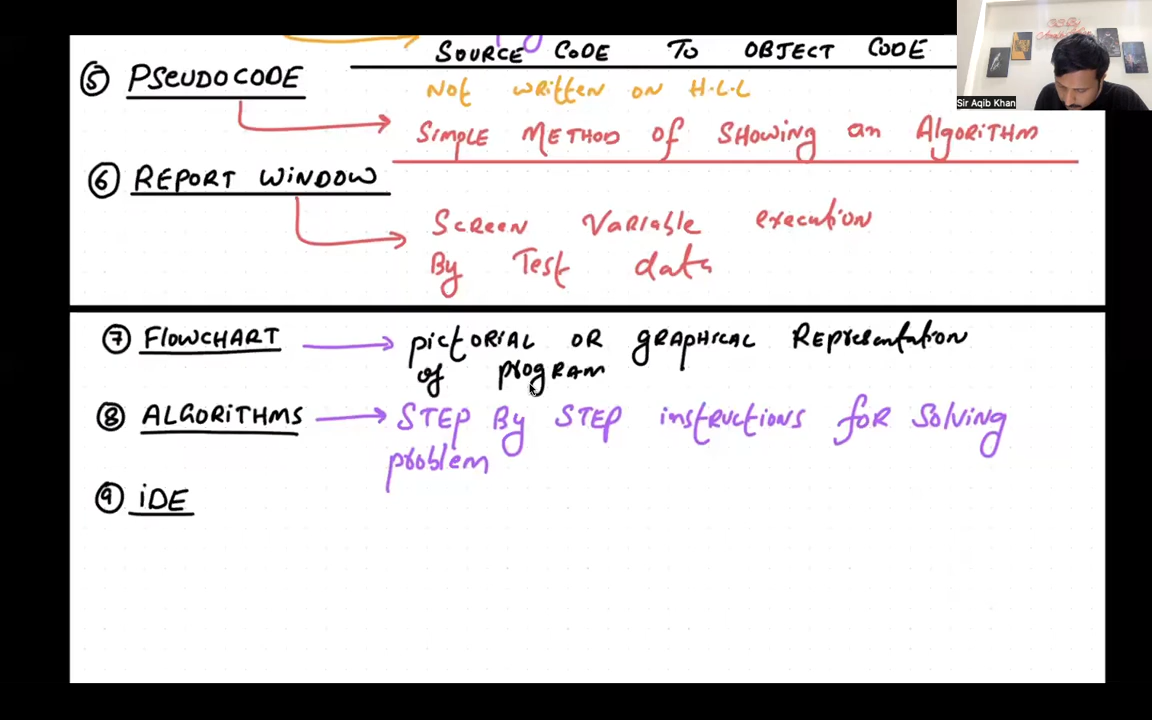 SOURCE CODE TO OBJECT CODE
⑤ PSEUDOCODE
Not written on H.L.L
Simple Method of Showing an Algorithm
⑥ REPORT WINDOW
Screen Variable execution
By Test data
⑦ FLOWCHART → pictorial or graphical Representation
of program
⑧ ALGORITHMS → STEP By STEP instructions for Solving
problem
⑨ iDE
Sir Aqib Khan